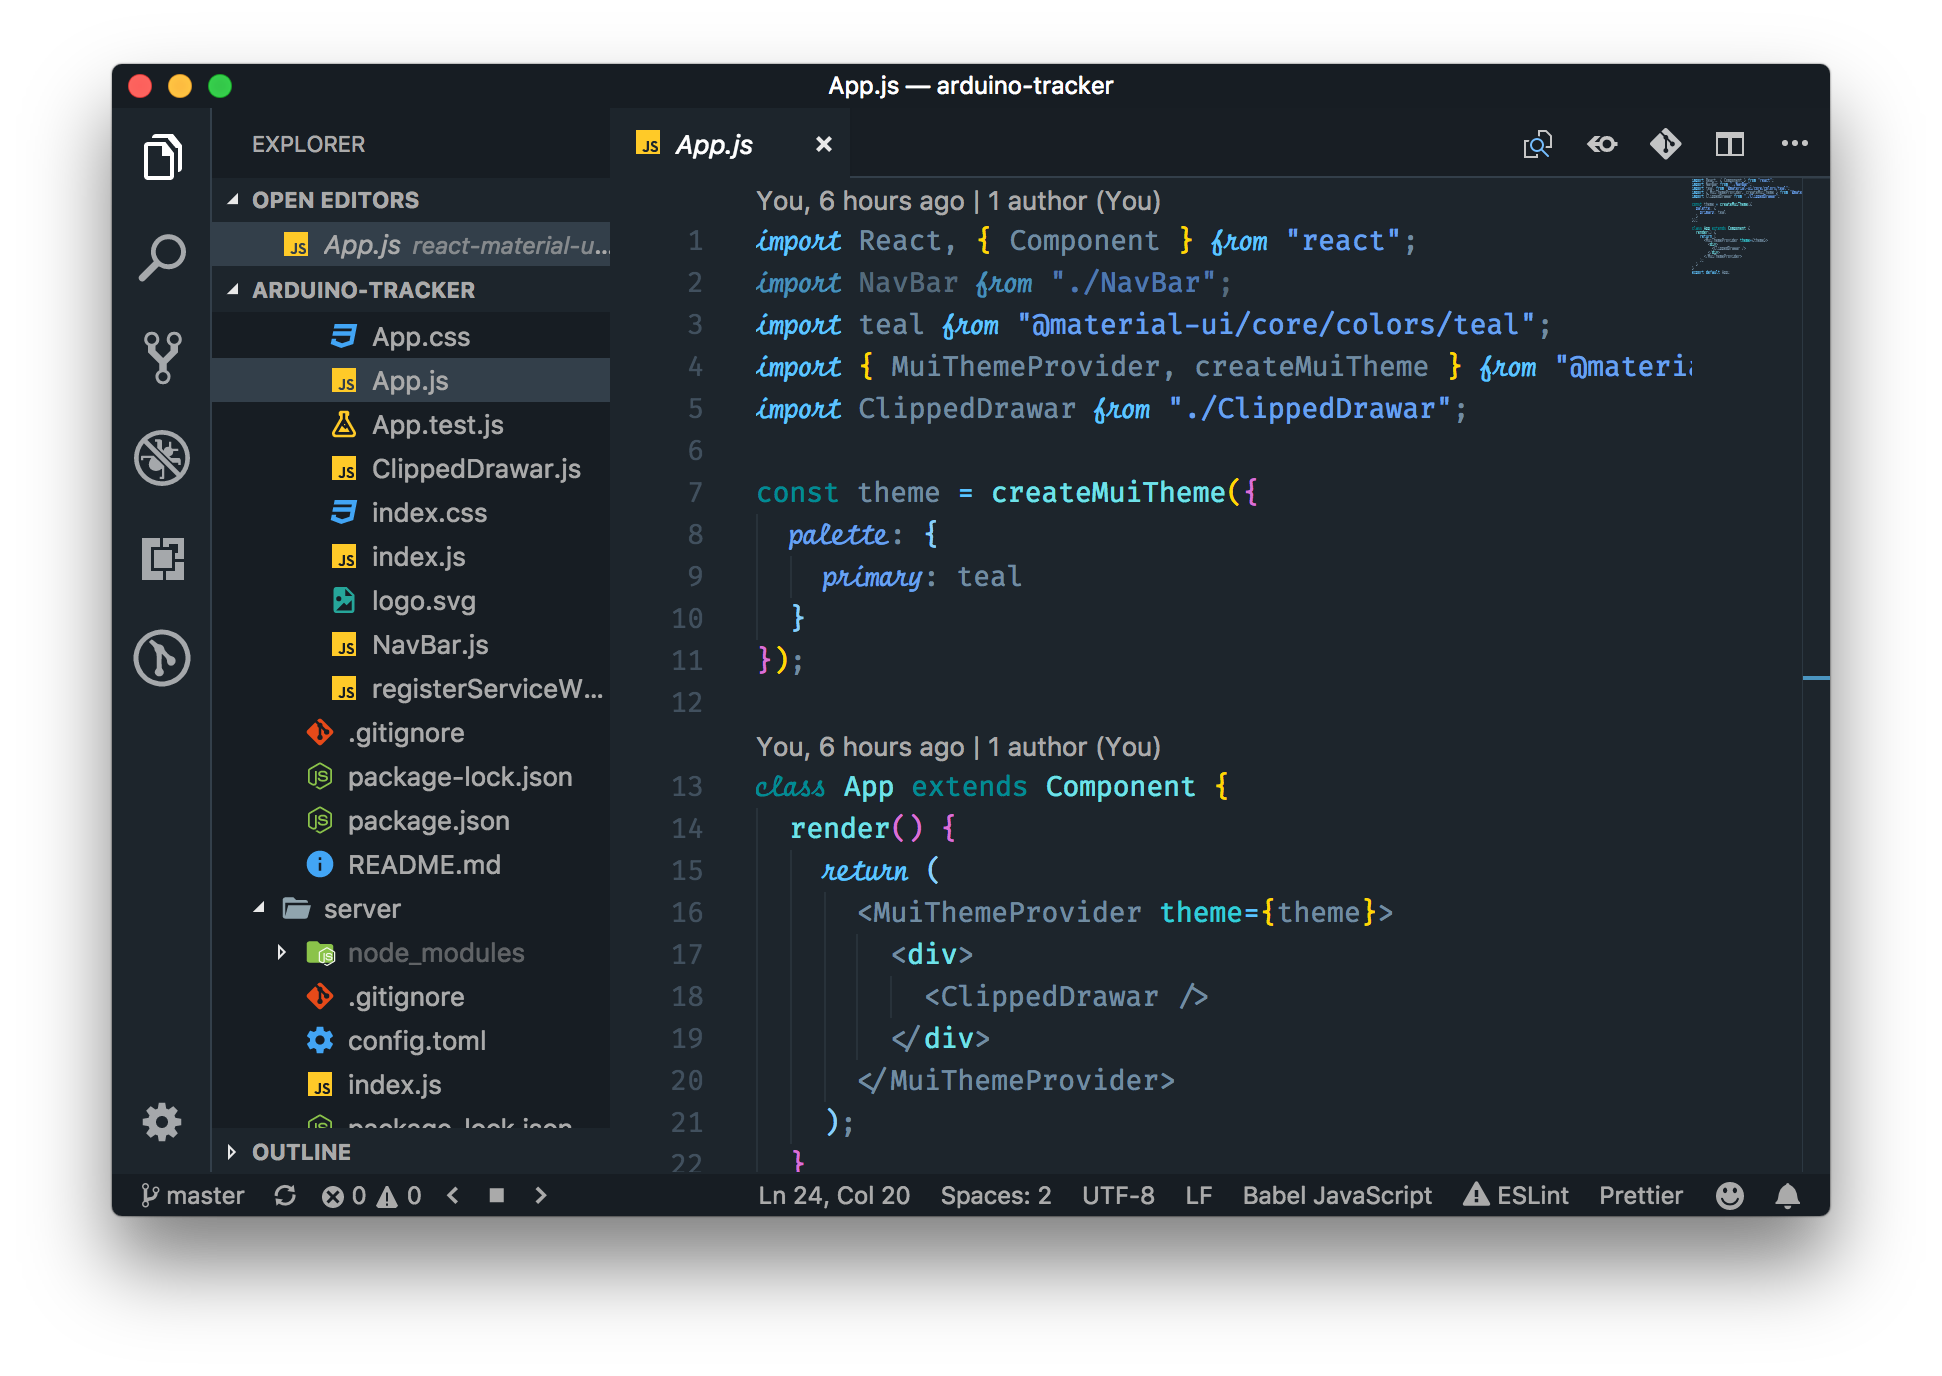 App.js — arduino-tracker
EXPLORER
OPEN EDITORS
App.js react-material-u...
ARDUINO-TRACKER
App.css
App.js
App.test.js
ClippedDrawar.js
index.css
index.js
logo.svg
NavBar.js
registerServiceW...
.gitignore
package-lock.json
package.json
README.md
server
node_modules
.gitignore
config.toml
index.js
package-lock.json
OUTLINE
App.js
You, 6 hours ago | 1 author (You)
1 import React, { Component } from "react";
2 import NavBar from "./NavBar";
3 import teal from "@material-ui/core/colors/teal";
4 import { MuiThemeProvider, createMuiTheme } from "@materia
5 import ClippedDrawar from "./ClippedDrawar";
6
7 const theme = createMuiTheme({
8 palette: {
9 primary: teal
10 }
11 });
12
You, 6 hours ago | 1 author (You)
13 class App extends Component {
14 render() {
15 return (
16 <MuiThemeProvider theme={theme}>
17 <div>
18 <ClippedDrawar />
19 </div>
20 </MuiThemeProvider>
21 );
22 }
master 0 0 Ln 24, Col 20 Spaces: 2 UTF-8 LF Babel JavaScript ESLint Prettier